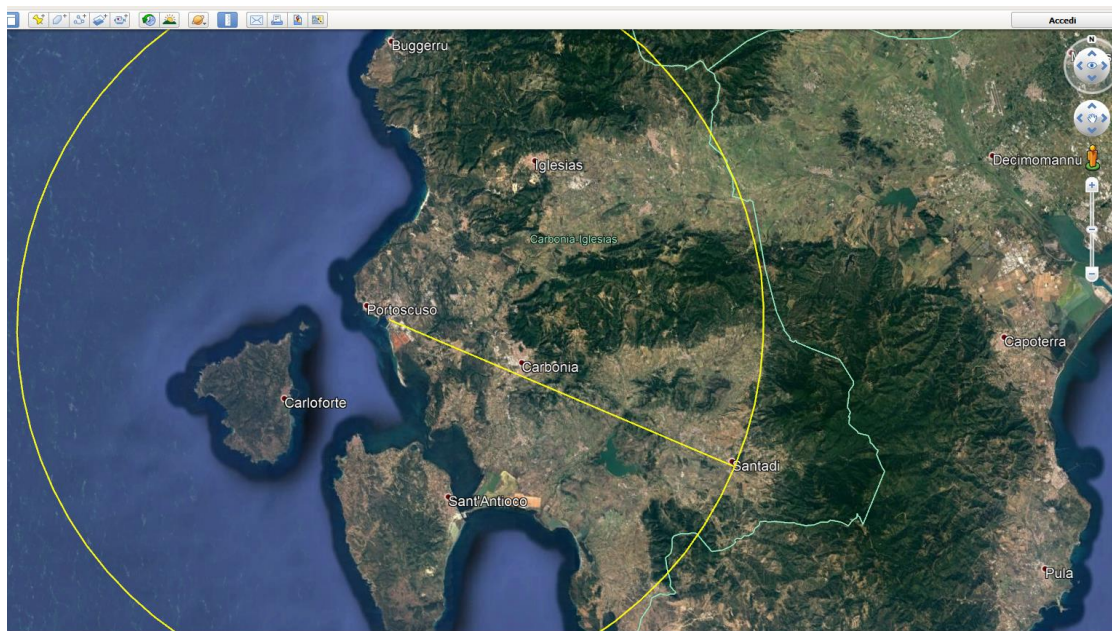 Accedi
Buggerru
N
Iglesias
Decimomannu
Carbonia-Iglesias
Portoscuso
Capoterra
Carbonia
Carloforte
Santadi
Sant'Antioco
Pula